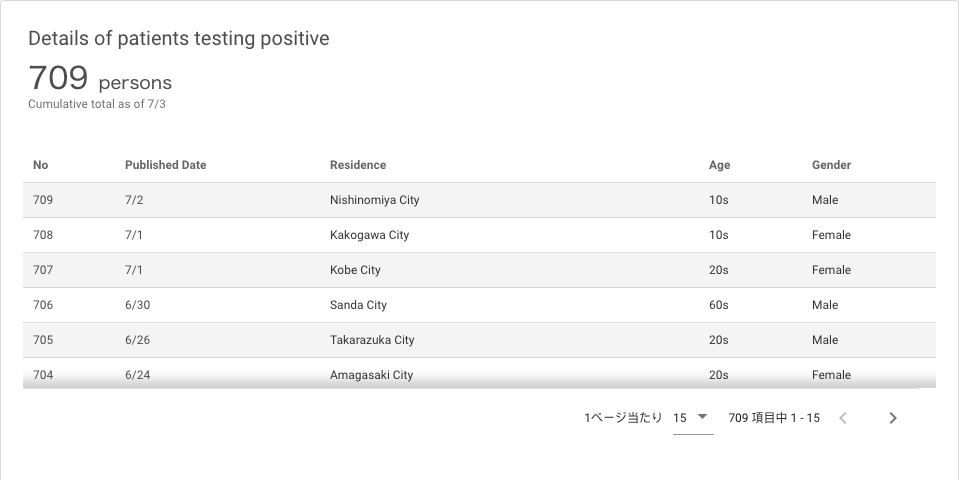 Details of patients testing positive
709 persons
Cumulative total as of 7/3
No Published Date Residence Age Gender
709 7/2 Nishinomiya City 10s Male
708 7/1 Kakogawa City 10s Female
707 7/1 Kobe City 20s Female
706 6/30 Sanda City 60s Male
705 6/26 Takarazuka City 20s Male
704 6/24 Amagasaki City 20s Female
1ページ当たり 15 709 項目中 1 - 15